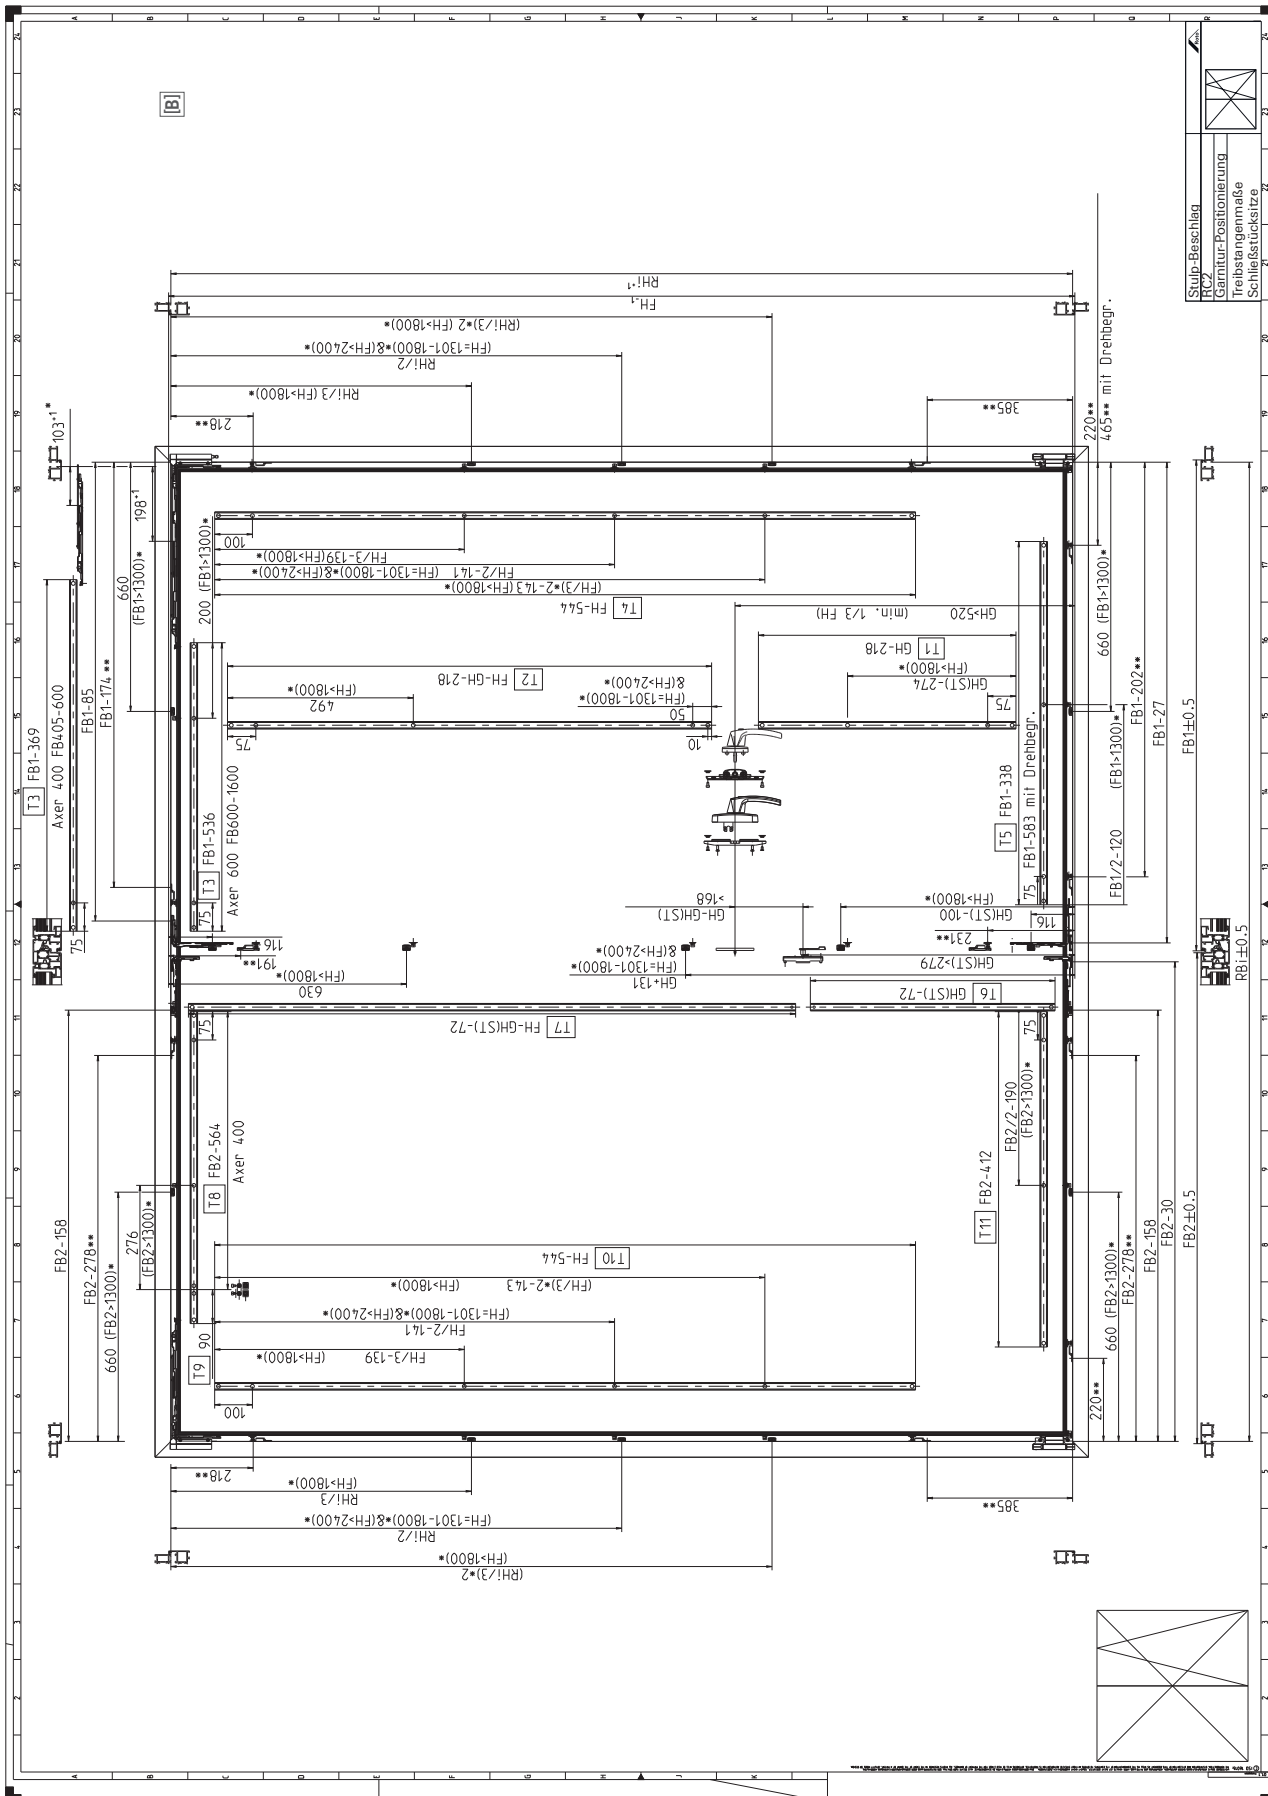 [B]
Stulp-Beschlag
RC2
Garnitur-Positionierung
Treibstangenmaße
Schließstücksitze
RHi+1
FH-1
(RHi/3)*2 (FH>1800)*
(FH=1301-1800)*&(FH>2400)*
RHi/2
RHi/3 (FH>1800)*
218**
385**
220**
465** mit Drehbegr.
103+1*
198+1
660
(FB1>1300)*
FB1-174 **
FB1-85
T3 FB1-369
Axer 400 FB405-600
75
200 (FB1>1300)*
T3 FB1-536
Axer 600 FB600-1600
75
100
FH/3-139(FH>1800)*
FH/2-141 (FH=1301-1800)*&(FH>2400)*
(FH/3)*2-143 (FH>1800)*
T4 FH-544
GH>520 (min. 1/3 FH)
T1 GH-218
(FH>1800)*
GH(ST)-274
75
T2 FH-GH-218
(FH>1800)*
492
75
&(FH>2400)*
(FH=1301-1800)*
50
10
T5 FB1-338
FB1-583 mit Drehbegr.
75
660 (FB1>1300)*
FB1-202**
FB1/2-120 (FB1>1300)*
FB1-27
FB1±0.5
>168
GH-GH(ST)
(FH>1800)*
GH(ST)-100
116
231**
GH(ST)>279
116
191**
(FH>1800)*
630
&(FH>2400)*
(FH=1301-1800)*
GH+131
T6 GH(ST)-72
T7 FH-GH(ST)-72
RBi±0.5
75
75
T8 FB2-564
Axer 400
FB2-158
FB2-278**
660 (FB2>1300)*
276
(FB2>1300)*
T9 90
T10 FH-544
(FH/3)*2-143 (FH>1800)*
(FH=1301-1800)*&(FH>2400)*
FH/2-141
FH/3-139 (FH>1800)*
100
T11 FB2-412
FB2/2-190
(FB2>1300)*
220**
660 (FB2>1300)*
FB2-278**
FB2-158
FB2-30
FB2±0.5
218**
(FH>1800)*
RHi/3
(FH=1301-1800)*&(FH>2400)*
RHi/2
(FH>1800)*
(RHi/3)*2
385**